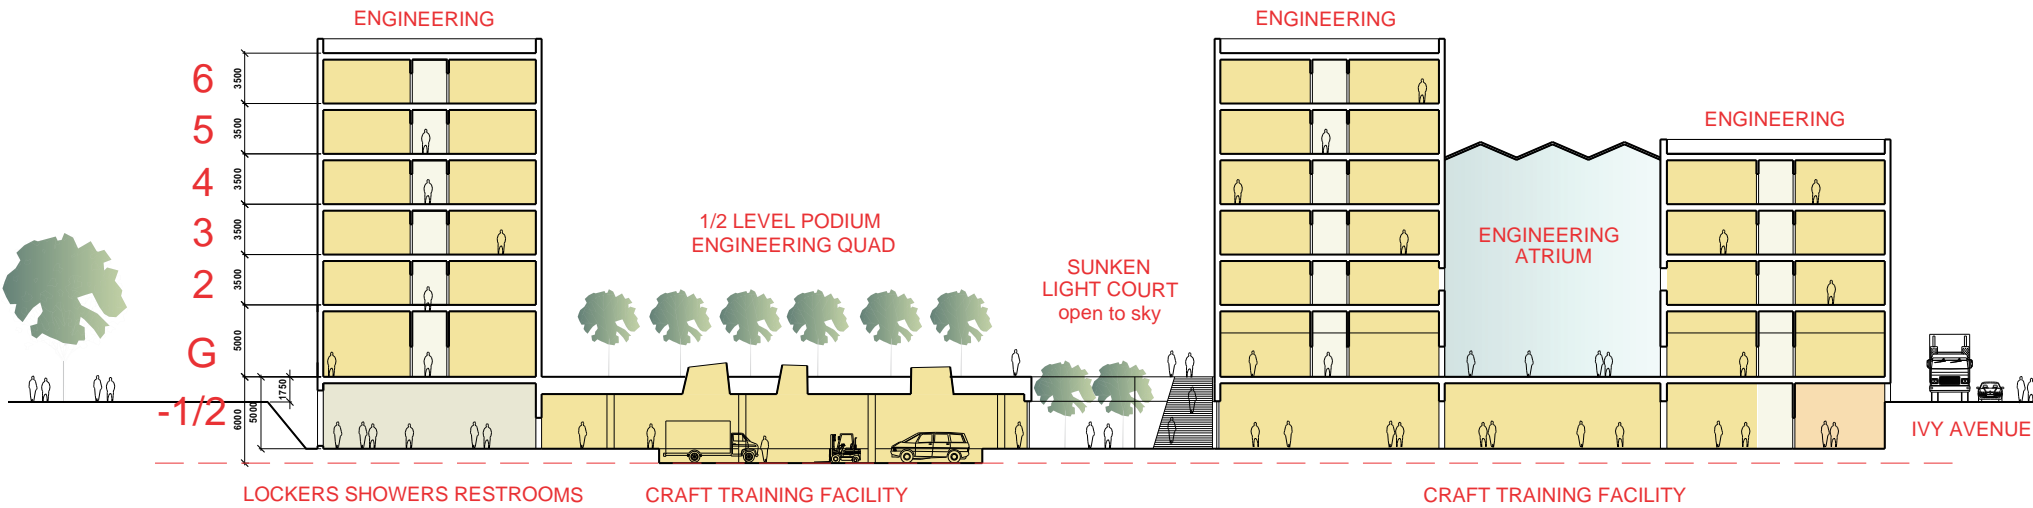 ENGINEERING
ENGINEERING
ENGINEERING
6
3500
5
3500
4
3500
3
3500
2
3500
G
5000
-1/2
1750
6000
5000
1/2 LEVEL PODIUM
ENGINEERING QUAD
SUNKEN
LIGHT COURT
open to sky
ENGINEERING
ATRIUM
IVY AVENUE
LOCKERS SHOWERS RESTROOMS
CRAFT TRAINING FACILITY
CRAFT TRAINING FACILITY